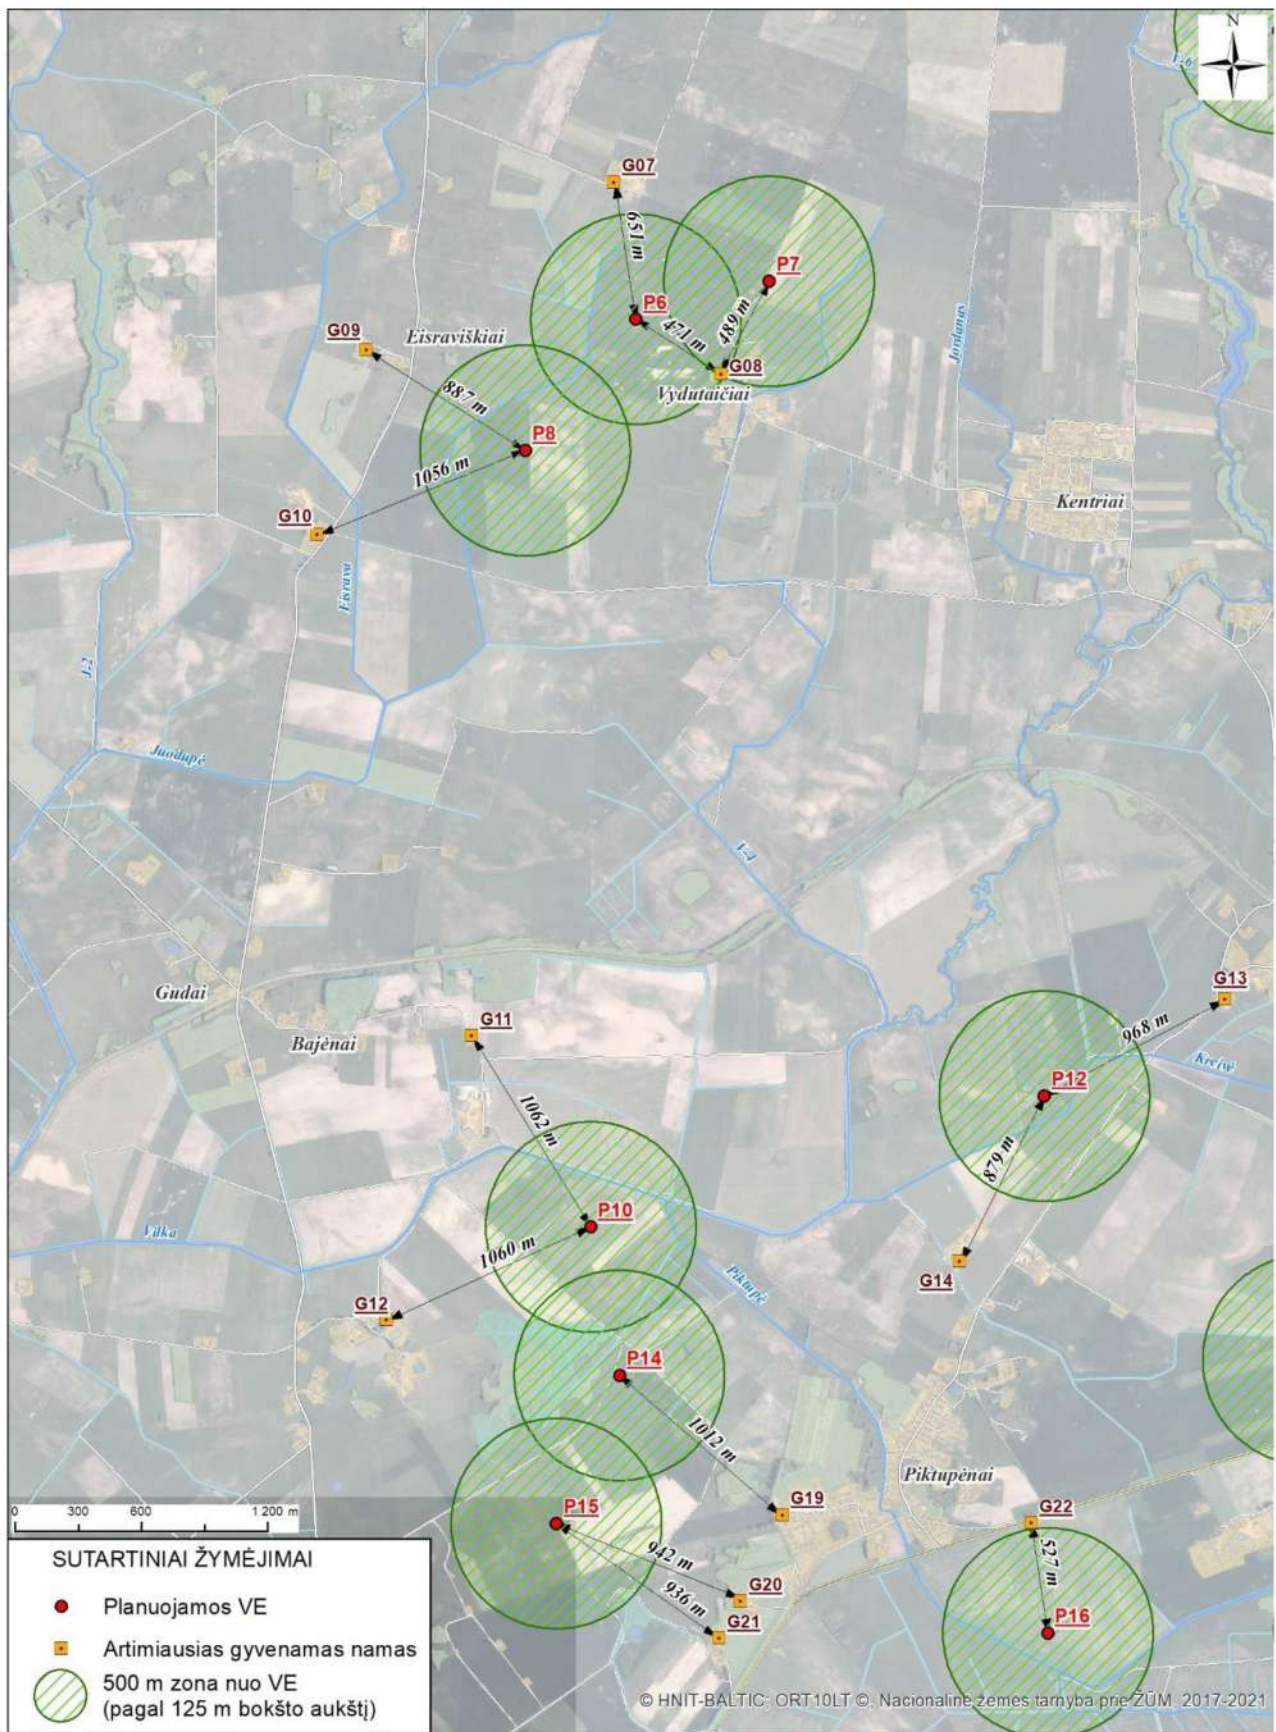 N
V-6
G07
651 m
P7
P6
489 m
471 m
G09
Eisraviškiai
G08
Vydutaičiai
Jordanas
887 m
P8
1056 m
G10
Kentriai
Eisrava
J-2
Juodupė
V-4
Gudai
G11
Bajėnai
G13
968 m
P12
1062 m
879 m
P10
Vilka
1060 m
Piktupė
G14
G12
P14
1012 m
Piktupėnai
P15
G19
G22
942 m
527 m
936 m
G20
G21
P16
0 300 600 1 200 m
SUTARTINIAI ŽYMĖJIMAI
Planuojamos VE
Artimiausias gyvenamas namas
500 m zona nuo VE
(pagal 125 m bokšto aukštį)
© HNIT-BALTIC; ORT10LT ©, Nacionalinė žemės tarnyba prie ŽŪM, 2017-2021